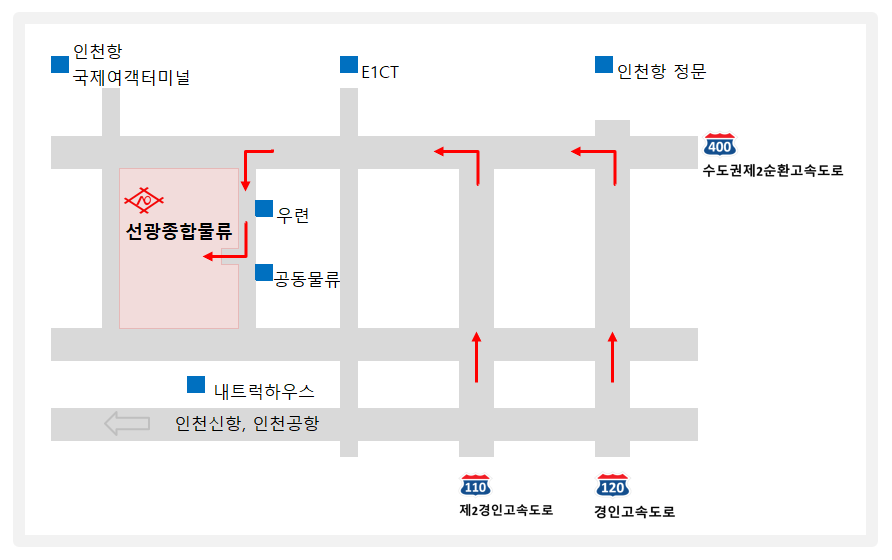 인천항
국제여객터미널
E1CT
인천항 정문
400
수도권제2순환고속도로
우련
선광종합물류
공동물류
내트럭하우스
인천신항, 인천공항
110
제2경인고속도로
120
경인고속도로